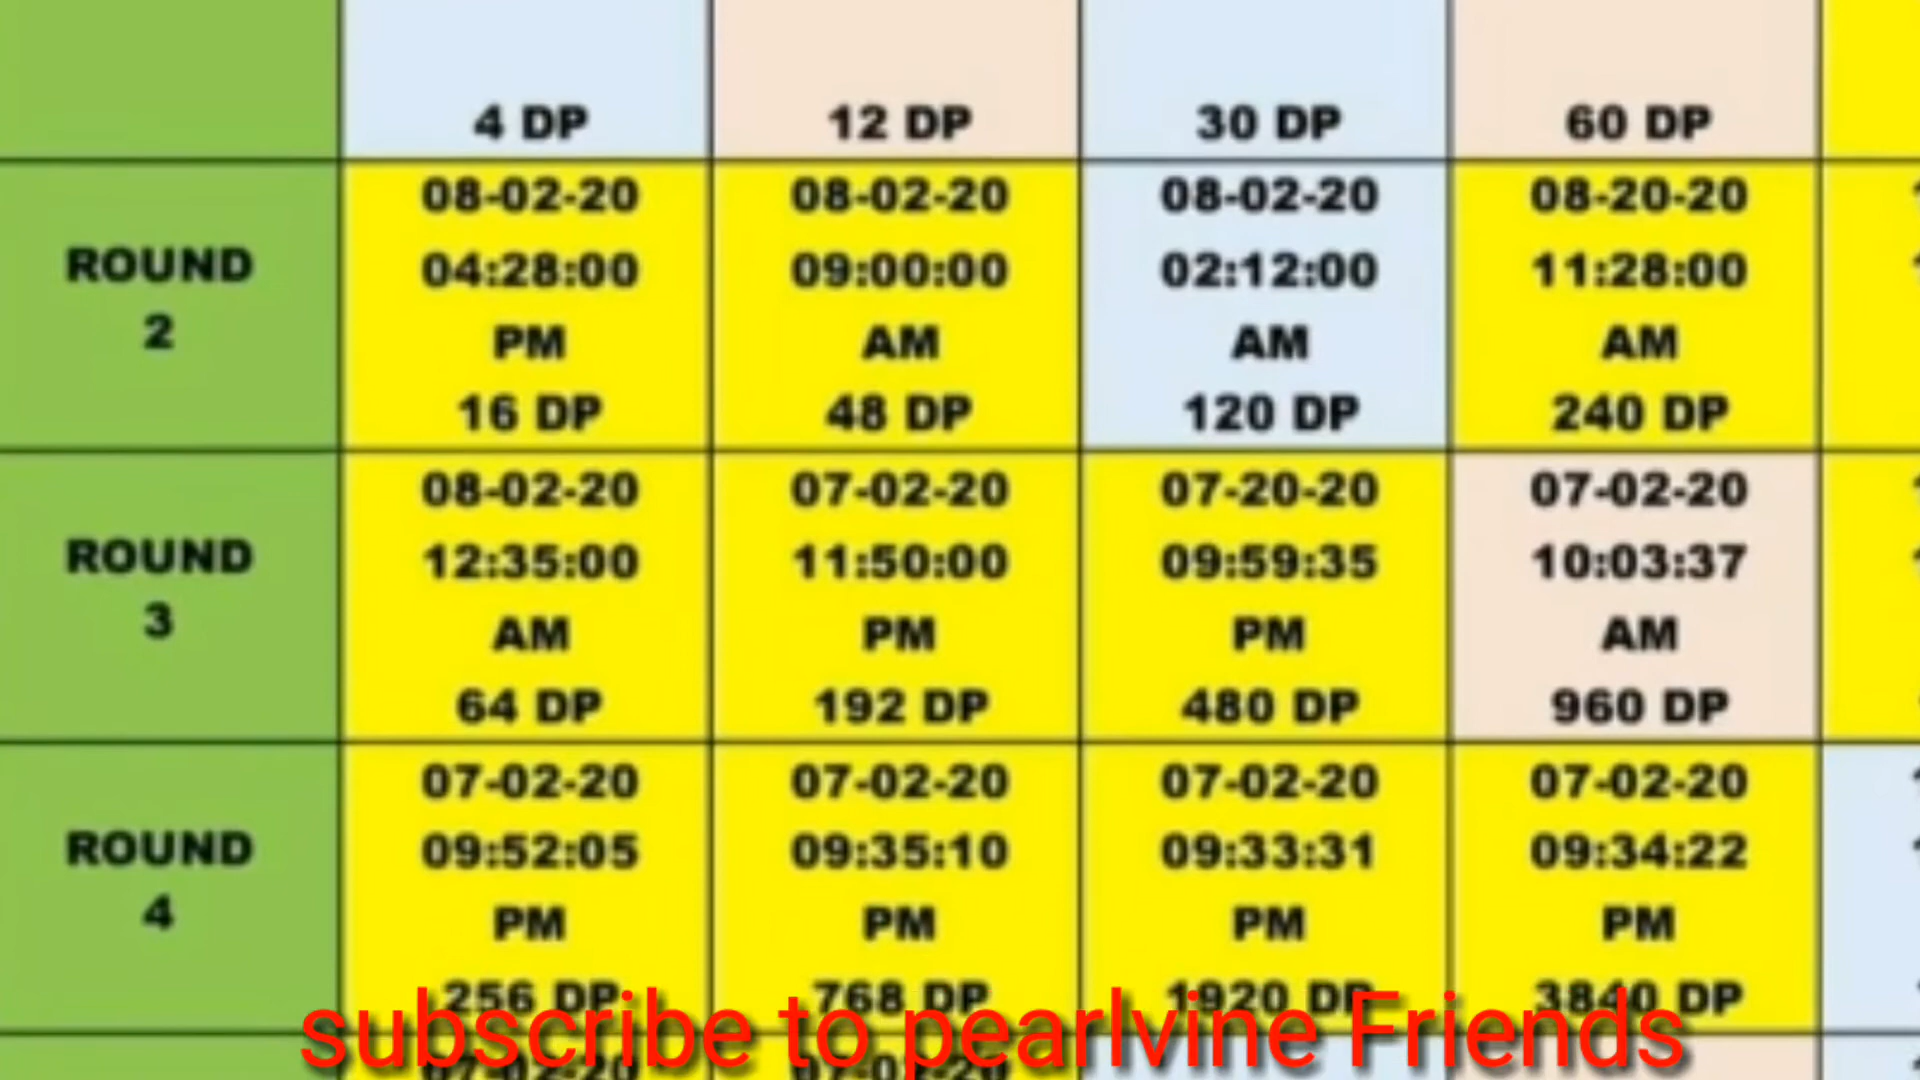 4 DP 12 DP 30 DP 60 DP
ROUND 2
08-02-20 08-02-20 08-02-20 08-20-20
04:28:00 09:00:00 02:12:00 11:28:00
PM AM AM AM
16 DP 48 DP 120 DP 240 DP
ROUND 3
08-02-20 07-02-20 07-20-20 07-02-20
12:35:00 11:50:00 09:59:35 10:03:37
AM PM PM AM
64 DP 192 DP 480 DP 960 DP
ROUND 4
07-02-20 07-02-20 07-02-20 07-02-20
09:52:05 09:35:10 09:33:31 09:34:22
PM PM PM PM
256 DP 768 DP 1920 DP 3840 DP
subscribe to pearlvine Friends
07-02-20 07-02-20